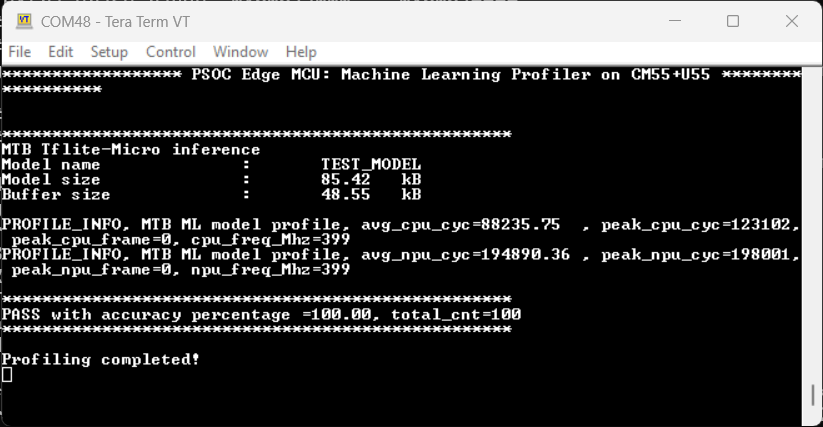 COM48 - Tera Term VT
File Edit Setup Control Window Help
****************** PSOC Edge MCU: Machine Learning Profiler on CM55+U55 ********
**********
***************************************************
MTB Tflite-Micro inference
Model name : TEST_MODEL
Model size : 85.42 kB
Buffer size : 48.55 kB
PROFILE_INFO, MTB ML model profile, avg_cpu_cyc=88235.75 , peak_cpu_cyc=123102,
peak_cpu_frame=0, cpu_freq_Mhz=399
PROFILE_INFO, MTB ML model profile, avg_npu_cyc=194890.36 , peak_npu_cyc=198001,
peak_npu_frame=0, npu_freq_Mhz=399
***************************************************
PASS with accuracy percentage =100.00, total_cnt=100
***************************************************
Profiling completed!